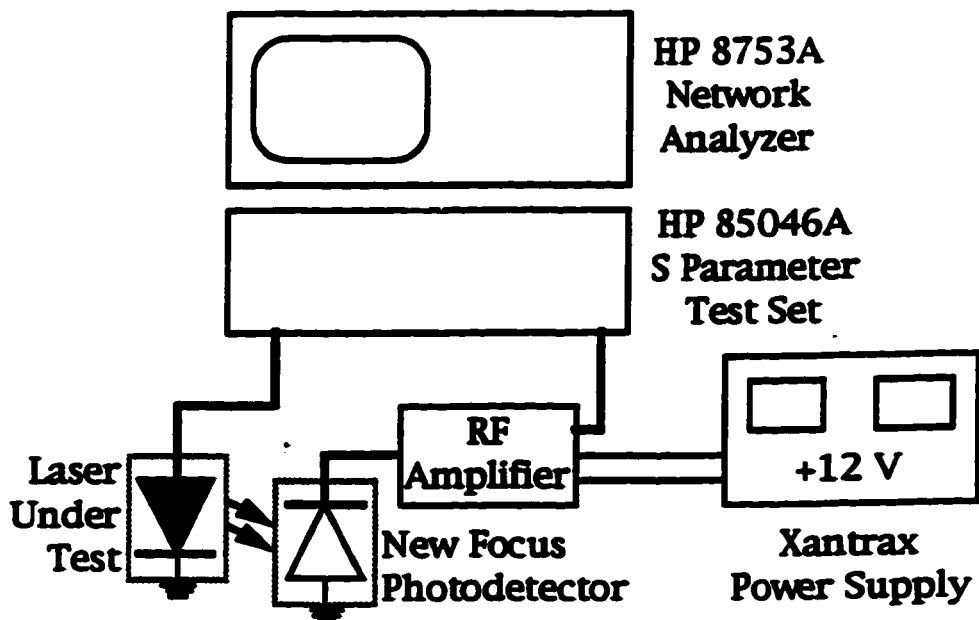 HP 8753A
Network
Analyzer
HP 85046A
S Parameter
Test Set
RF
Amplifier
+12 V
Laser
Under
Test
New Focus
Photodetector
Xantrax
Power Supply